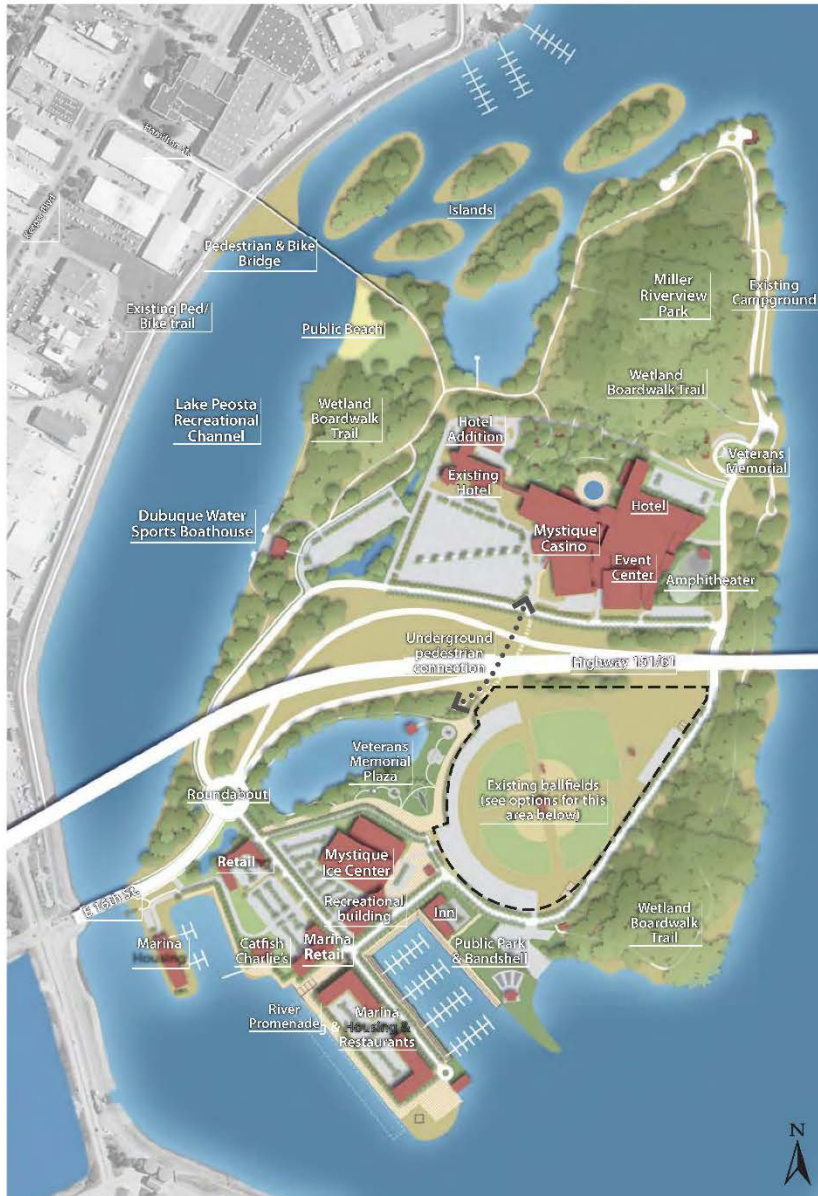 Hamilton St.
Kerper Blvd
Islands
Pedestrian & Bike
Bridge
Miller
Riverview
Park
Existing
Campground
Existing Ped/
Bike trail
Public Beach
Wetland
Boardwalk Trail
Lake Peosta
Recreational
Channel
Wetland
Boardwalk
Trail
Hotel
Addition
Veterans
Memorial
Existing
Hotel
Hotel
Dubuque Water
Sports Boathouse
Mystique
Casino
Event
Center
Amphitheater
Underground
pedestrian
connection
Highway 151/61
Veterans
Memorial
Plaza
Existing ballfields
(see options for this
area below)
Roundabout
Retail
Mystique
Ice Center
E 16th St.
Recreational
building
Inn
Wetland
Boardwalk
Trail
Marina
Housing
Catfish
Charlie's
Marina
Retail
Public Park
& Bandshell
River
Promenade
Marina
Housing &
Restaurants
N